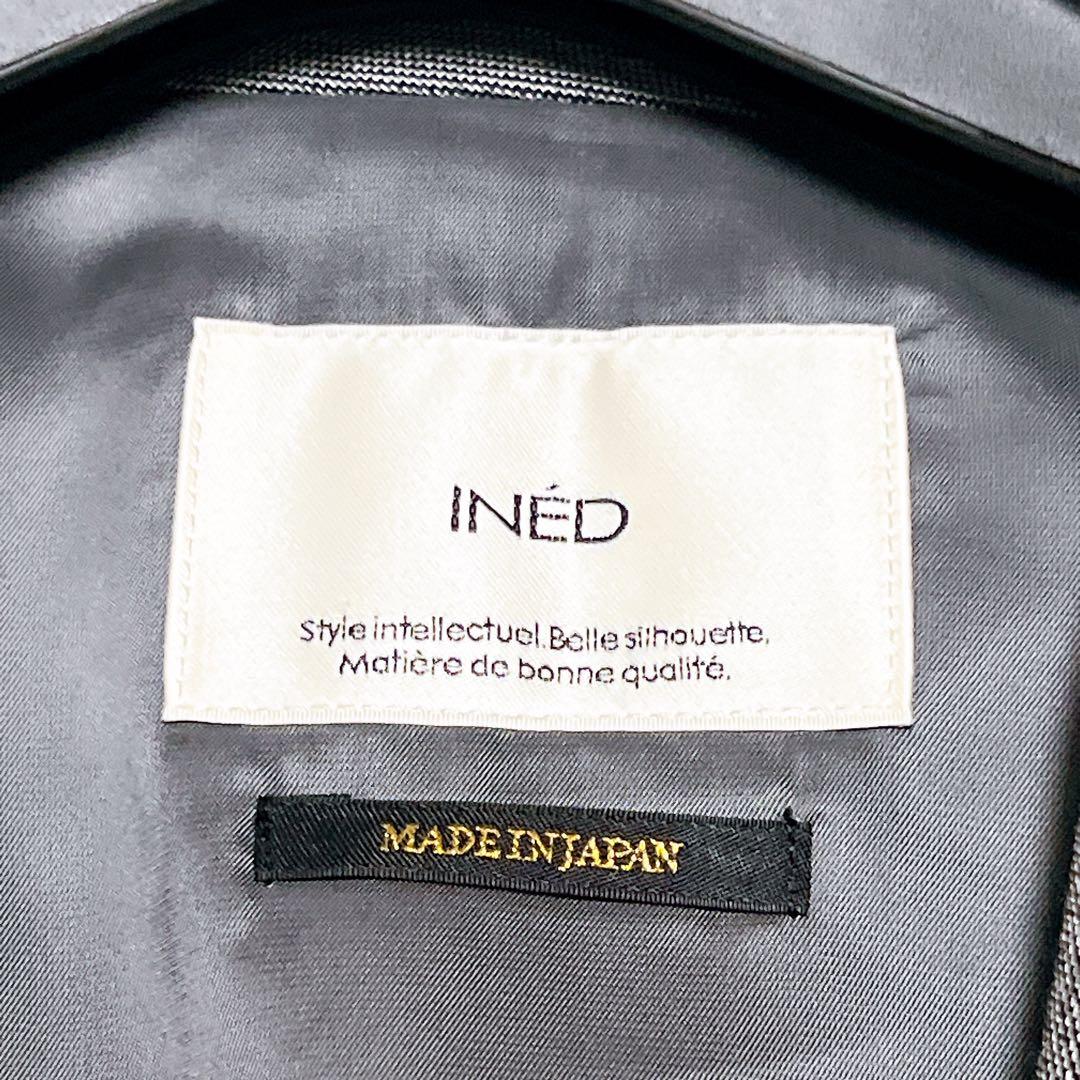 INÉD
Style intellectuel. Belle silhouette.
Matière de bonne qualité.
MADE IN JAPAN